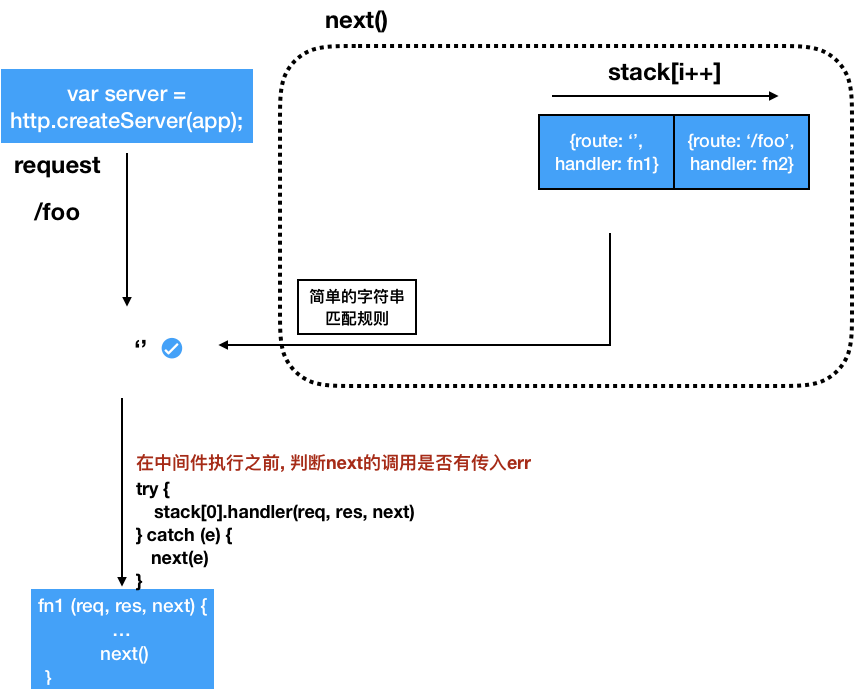 next()
stack[i++]
var server =
http.createServer(app);
{route: ‘’,
handler: fn1}
{route: ‘/foo’,
handler: fn2}
request
/foo
简单的字符串
匹配规则
‘’
在中间件执行之前, 判断next的调用是否有传入err
try {
stack[0].handler(req, res, next)
} catch (e) {
next(e)
}
fn1 (req, res, next) {
…
next()
}